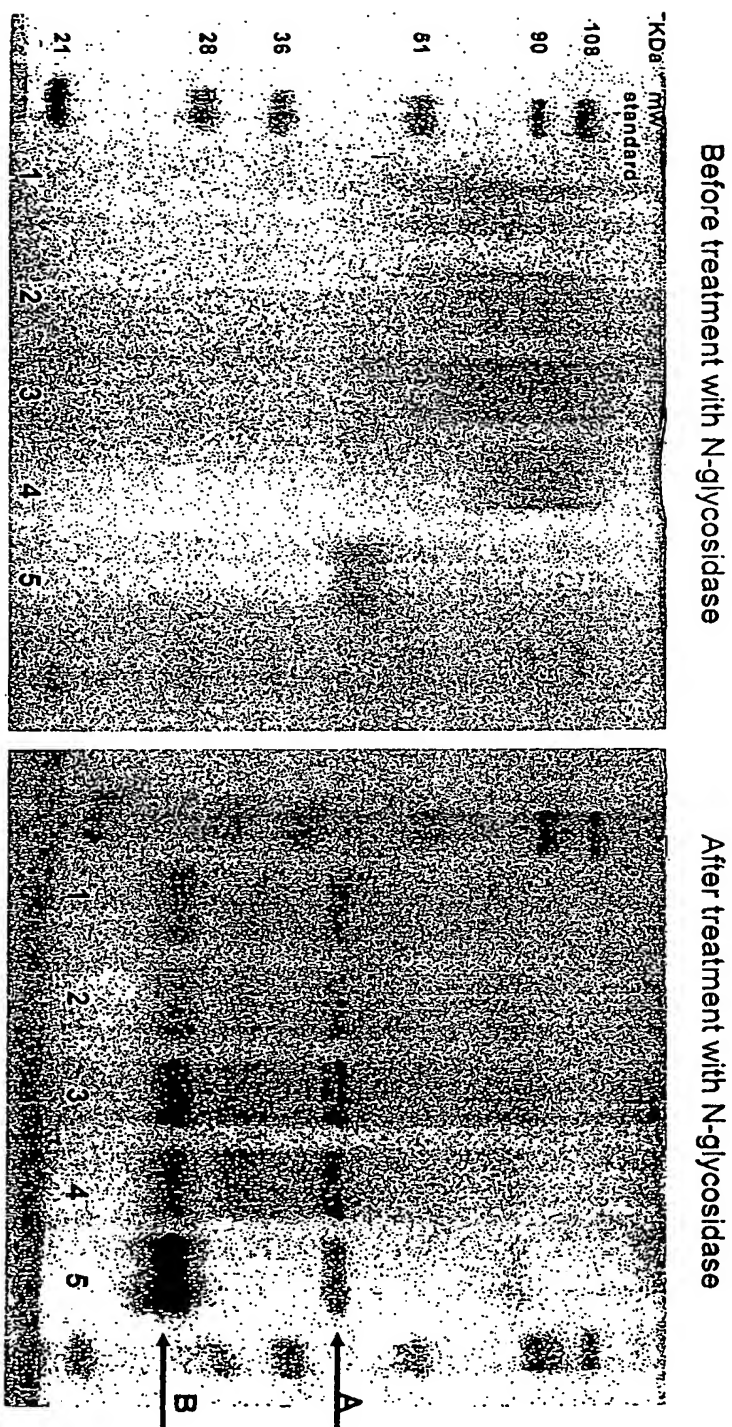 Before treatment with N-glycosidase
KDa mw
standard
108
90
51
36
28
21
1 2 3 4 5
After treatment with N-glycosidase
A
B
1 2 3 4 5